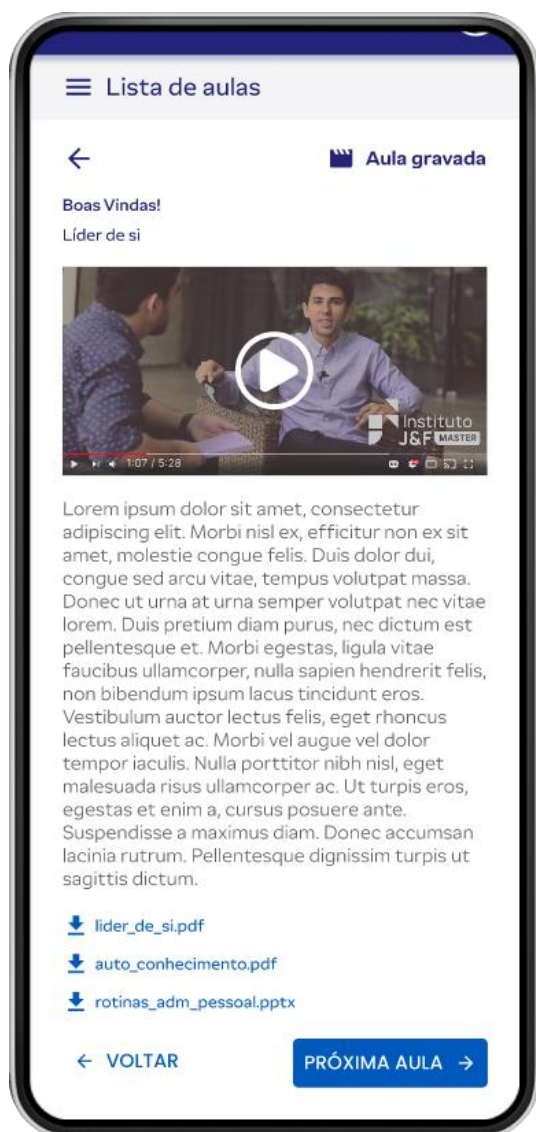 Lista de aulas
Aula gravada
Boas Vindas!
Líder de si
Instituto
J&F MASTER
1:07 / 5:28
Lorem ipsum dolor sit amet, consectetur
adipiscing elit. Morbi nisl ex, efficitur non ex sit
amet, molestie congue felis. Duis dolor dui,
congue sed arcu vitae, tempus volutpat massa.
Donec ut urna at urna semper volutpat nec vitae
lorem. Duis pretium diam purus, nec dictum est
pellentesque et. Morbi egestas, ligula vitae
faucibus ullamcorper, nulla sapien hendrerit felis,
non bibendum ipsum lacus tincidunt eros.
Vestibulum auctor lectus felis, eget rhoncus
lectus aliquet ac. Morbi vel augue vel dolor
tempor iaculis. Nulla porttitor nibh nisl, eget
malesuada risus ullamcorper ac. Ut turpis eros,
egestas et enim a, cursus posuere ante.
Suspendisse a maximus diam. Donec accumsan
lacinia rutrum. Pellentesque dignissim turpis ut
sagittis dictum.
lider_de_si.pdf
auto_conhecimento.pdf
rotinas_adm_pessoal.pptx
VOLTAR
PRÓXIMA AULA